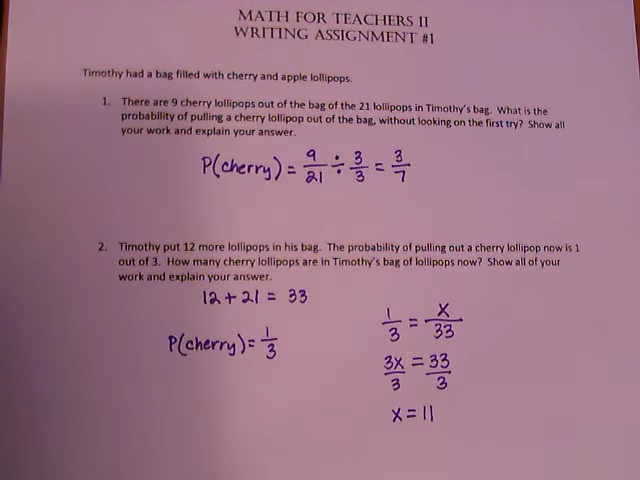 MATH FOR TEACHERS II
WRITING ASSIGNMENT #1
Timothy had a bag filled with cherry and apple lollipops.
1. There are 9 cherry lollipops out of the bag of the 21 lollipops in Timothy's bag. What is the
probability of pulling a cherry lollipop out of the bag, without looking on the first try? Show all
your work and explain your answer.
P(cherry) = 9/21 ÷ 3/3 = 3/7
2. Timothy put 12 more lollipops in his bag. The probability of pulling out a cherry lollipop now is 1
out of 3. How many cherry lollipops are in Timothy's bag of lollipops now? Show all of your
work and explain your answer.
12 + 21 = 33
P(cherry) = 1/3
1/3 = x/33
3x/3 = 33/3
x = 11